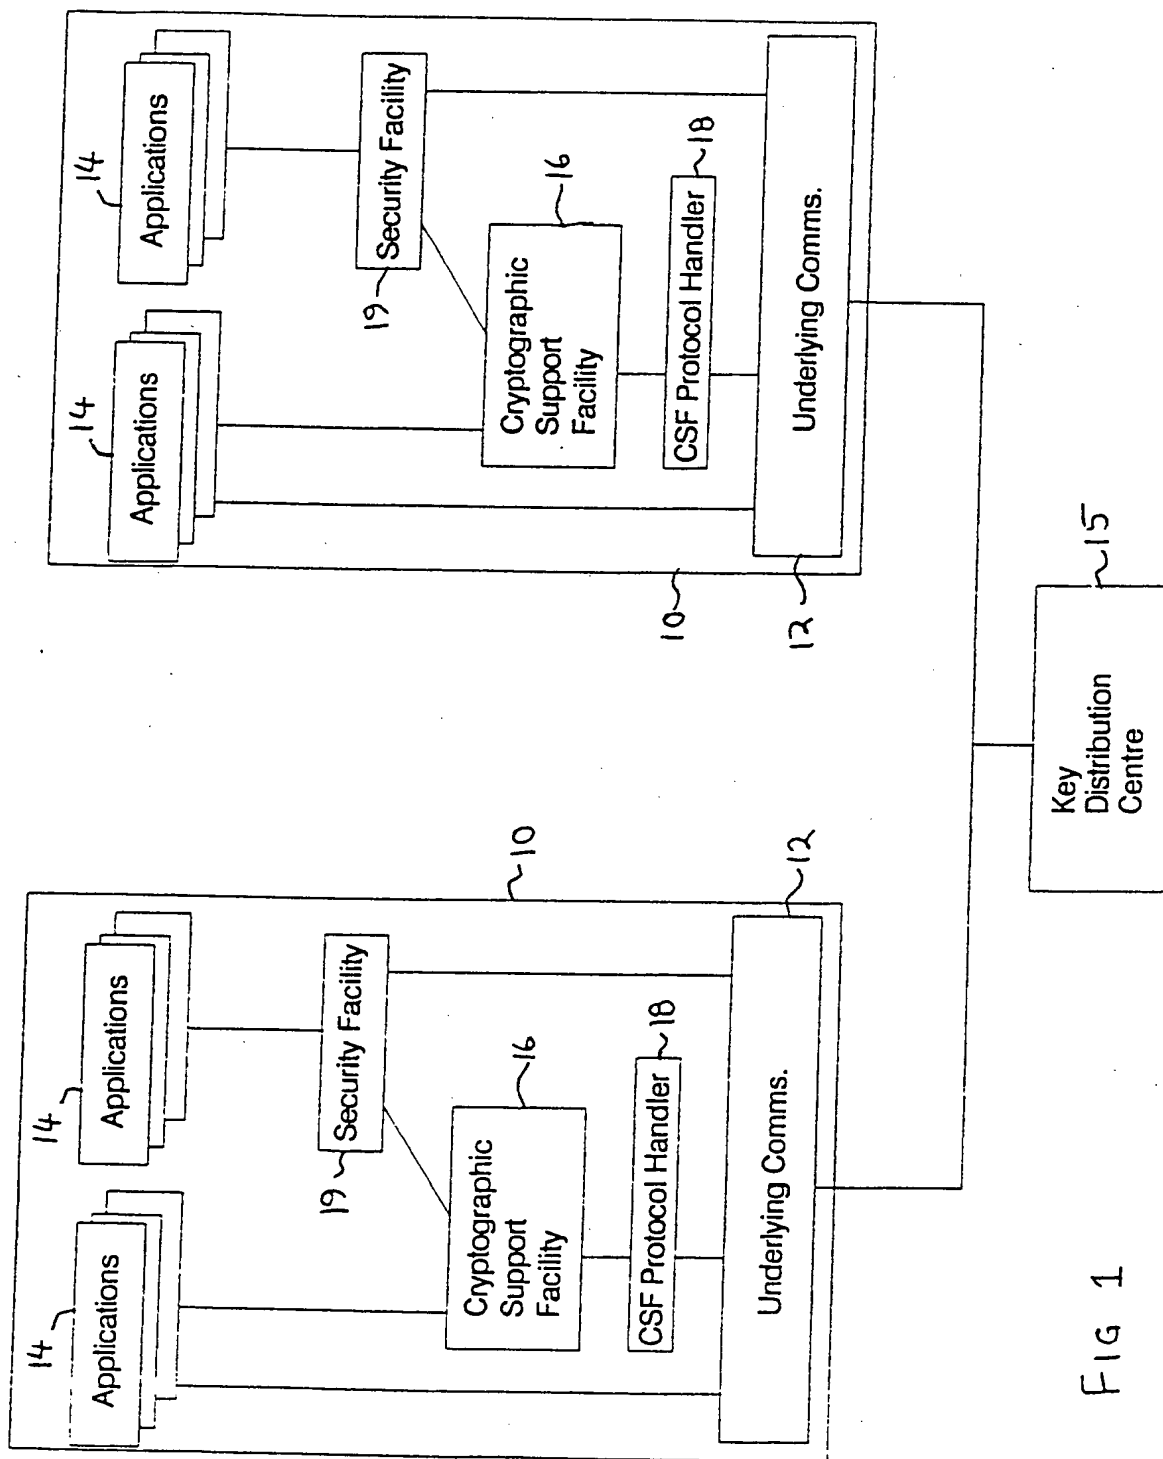 14
Applications
14
Applications
19
Security Facility
16
Cryptographic
Support
Facility
18
CSF Protocol Handler
Underlying Comms.
12
10
14
Applications
14
Applications
19
Security Facility
16
Cryptographic
Support
Facility
18
CSF Protocol Handler
Underlying Comms.
12
10
Key
Distribution
Centre
15
FIG 1